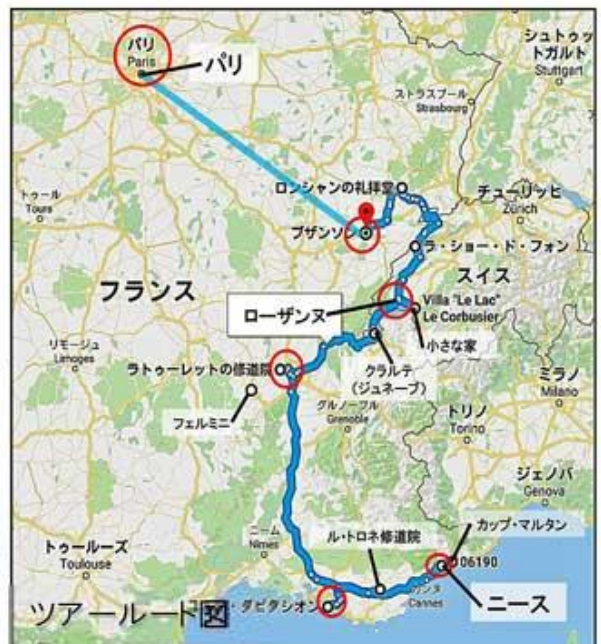 パリ
Paris
パリ
シュトゥッ
トガルト
Stuttgart
ストラスブール
Strasbourg
ロンシャンの礼拝堂
トゥール
Tours
チューリッヒ
Zürich
ブザンソン
ラ・ショー・ド・フォン
フランス
スイス
ローザンヌ
Villa "Le Lac"
Le Corbusier
小さな家
リモージュ
Limoges
ラトゥーレットの修道院
クラルテ
(ジュネーブ)
ミラノ
Milano
フェルミニ
グルノーブル
Grenoble
トリノ
Torino
ジェノバ
Genova
ニーム
Nîmes
ル・トロネ修道院
カップ・マルタン
トゥールーズ
Toulouse
06190
Cannes
ニース
ツアールート図
・ダビタシオン